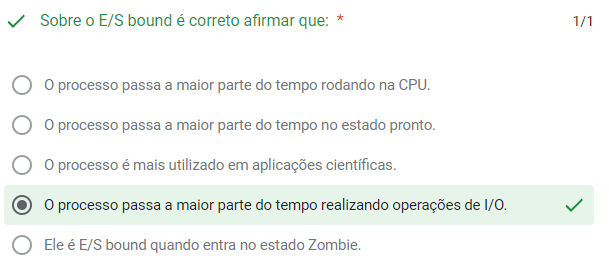 Sobre o E/S bound é correto afirmar que: * 1/1
O processo passa a maior parte do tempo rodando na CPU.
O processo passa a maior parte do tempo no estado pronto.
O processo é mais utilizado em aplicações científicas.
O processo passa a maior parte do tempo realizando operações de I/O.
Ele é E/S bound quando entra no estado Zombie.